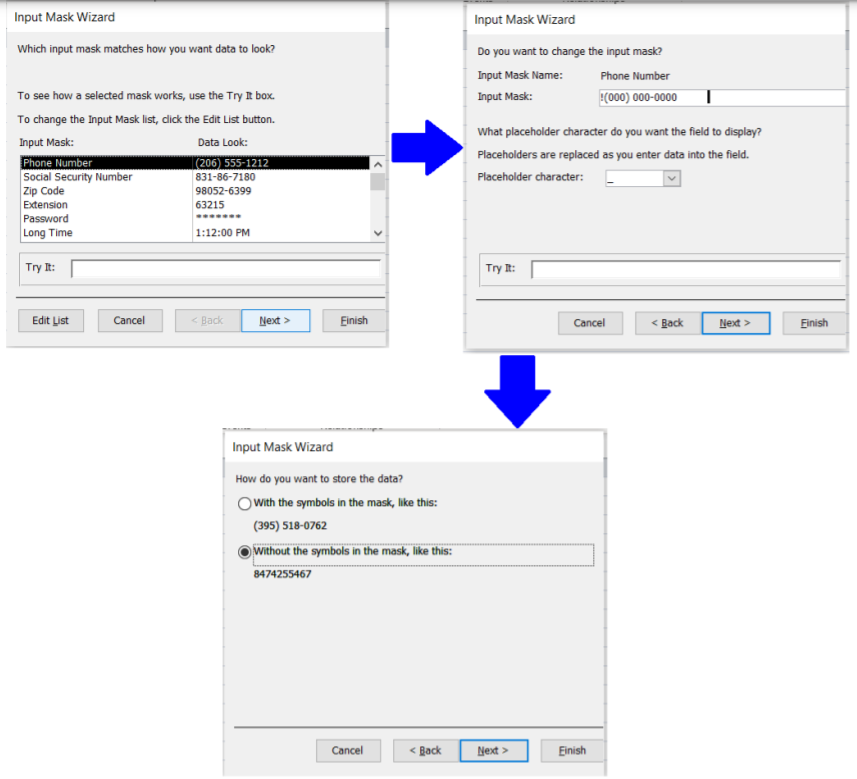 Input Mask Wizard
Which input mask matches how you want data to look?
To see how a selected mask works, use the Try It box.
To change the Input Mask list, click the Edit List button.
Input Mask: Data Look:
Phone Number (206) 555-1212
Social Security Number 831-86-7180
Zip Code 98052-6399
Extension 63215
Password *******
Long Time 1:12:00 PM
Try It:
Edit List Cancel < Back Next > Finish
Input Mask Wizard
Do you want to change the input mask?
Input Mask Name: Phone Number
Input Mask: !(000) 000-0000
What placeholder character do you want the field to display?
Placeholders are replaced as you enter data into the field.
Placeholder character: _
Try It:
Cancel < Back Next > Finish
Input Mask Wizard
How do you want to store the data?
With the symbols in the mask, like this:
(395) 518-0762
Without the symbols in the mask, like this:
8474255467
Cancel < Back Next > Finish